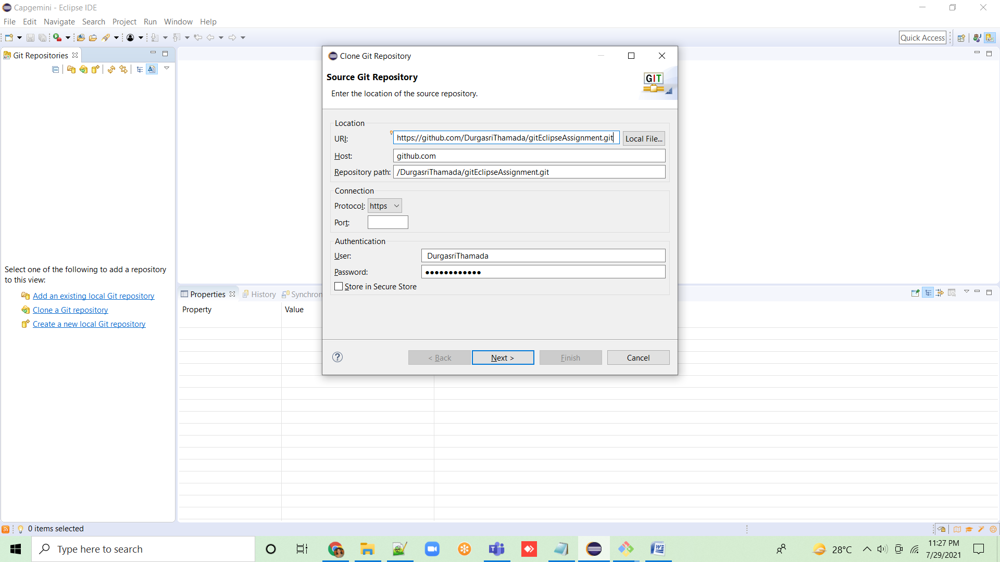 Capgemini - Eclipse IDE
File Edit Navigate Search Project Run Window Help
Quick Access
Git Repositories
Clone Git Repository
Source Git Repository
GIT
Enter the location of the source repository.
Location
URI: https://github.com/DurgasriThamada/gitEclipseAssignment.git Local File...
Host: github.com
Repository path: /DurgasriThamada/gitEclipseAssignment.git
Connection
Protocol: https
Port:
Authentication
User: DurgasriThamada
Password: ●●●●●●●●●●●●
Store in Secure Store
< Back Next > Finish Cancel
Select one of the following to add a repository
to this view:
Add an existing local Git repository
Clone a Git repository
Create a new local Git repository
Properties History Synchron
Property Value
0 items selected
Type here to search
28°C
11:27 PM
7/29/2021